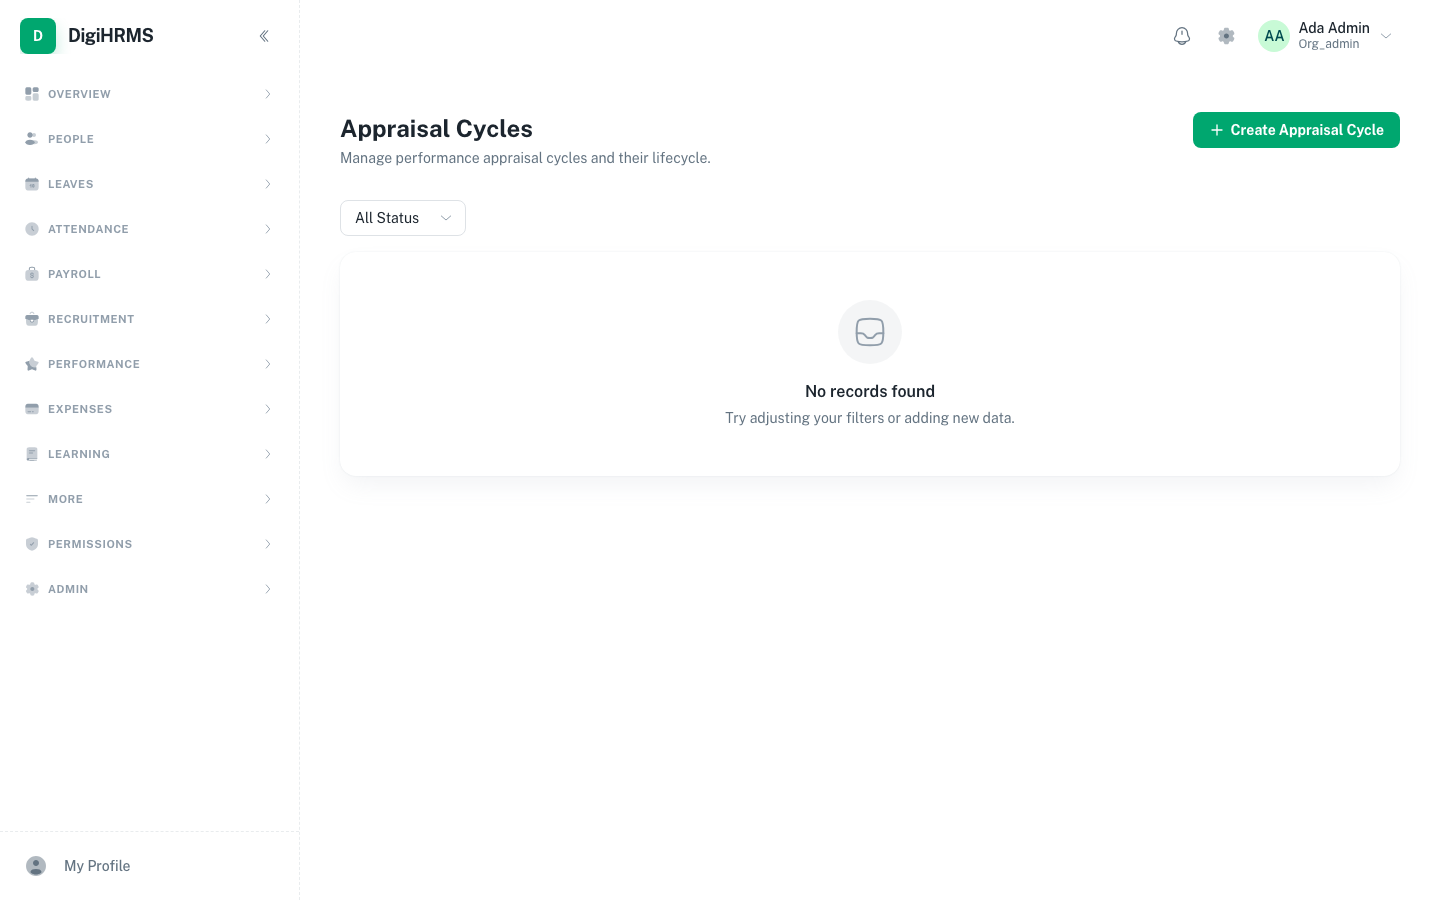 D
DigiHRMS
OVERVIEW
PEOPLE
LEAVES
ATTENDANCE
PAYROLL
RECRUITMENT
PERFORMANCE
EXPENSES
LEARNING
MORE
PERMISSIONS
ADMIN
My Profile
AA
Ada Admin
Org_admin
Appraisal Cycles
Manage performance appraisal cycles and their lifecycle.
Create Appraisal Cycle
All Status
No records found
Try adjusting your filters or adding new data.